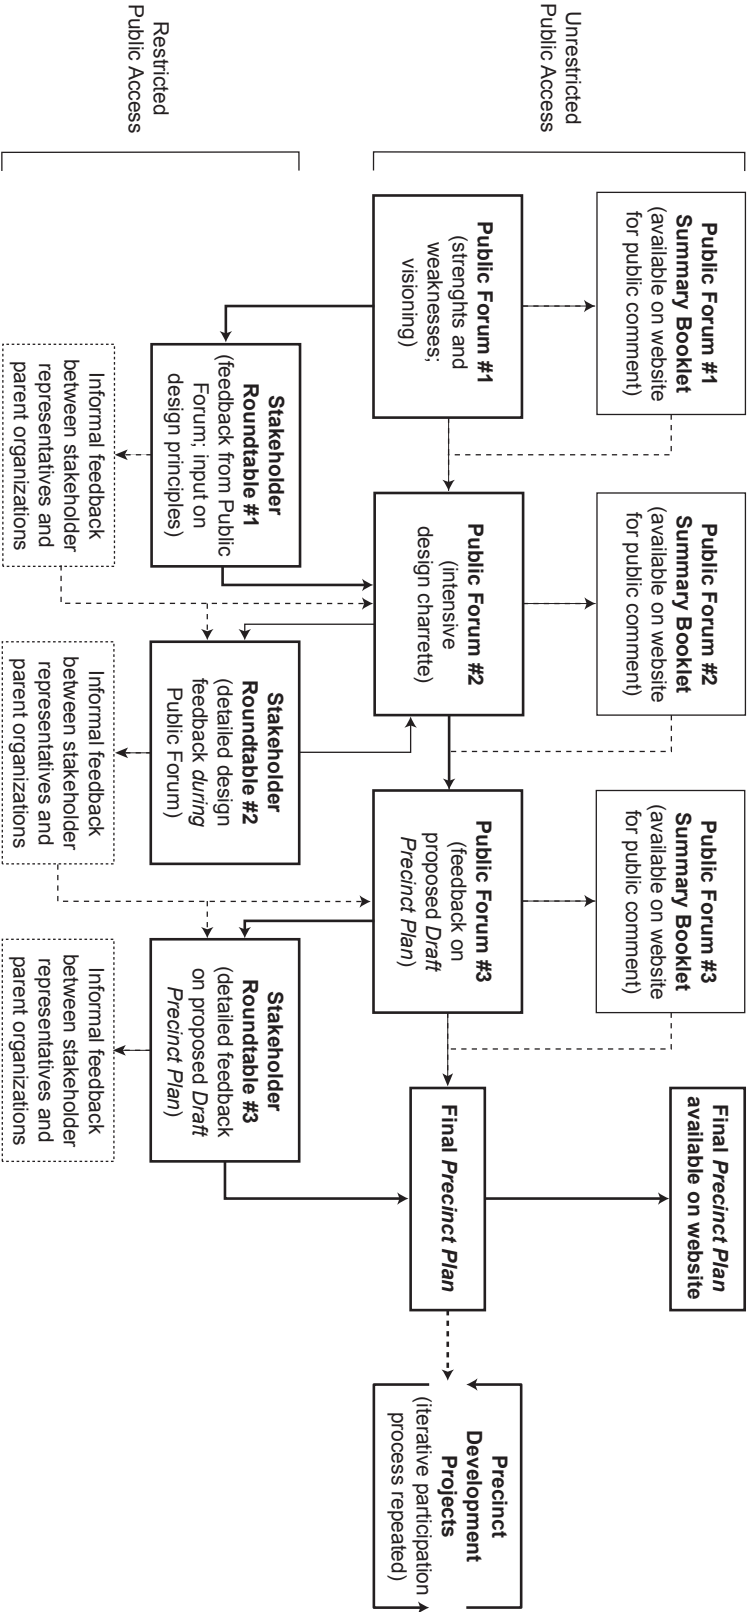 Unrestricted
Public Access
Public Forum #1
Summary Booklet
(available on website
for public comment)
Public Forum #2
Summary Booklet
(available on website
for public comment)
Public Forum #3
Summary Booklet
(available on website
for public comment)
Final Precinct Plan
available on website
Public Forum #1
(strenghts and
weaknesses;
visioning)
Public Forum #2
(intensive
design charrette)
Public Forum #3
(feedback on
proposed Draft
Precinct Plan)
Final Precinct Plan
Precinct
Development
Projects
(iterative participation
process repeated)
Restricted
Public Access
Stakeholder
Roundtable #1
(feedback from Public
Forum; input on
design principles)
Stakeholder
Roundtable #2
(detailed design
feedback during
Public Forum)
Stakeholder
Roundtable #3
(detailed feedback
on proposed Draft
Precinct Plan)
Informal feedback
between stakeholder
representatives and
parent organizations
Informal feedback
between stakeholder
representatives and
parent organizations
Informal feedback
between stakeholder
representatives and
parent organizations